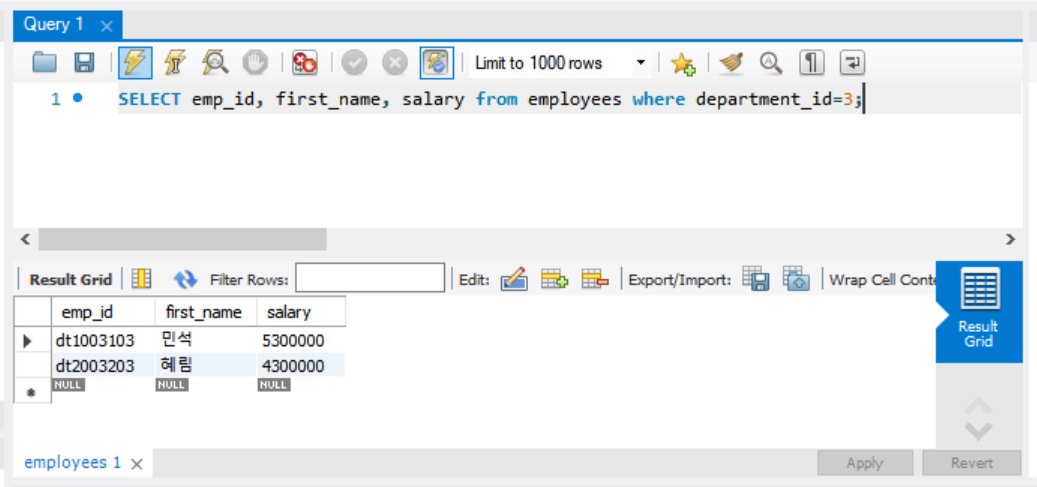 Query 1
Limit to 1000 rows
1 SELECT emp_id, first_name, salary from employees where department_id=3;
Result Grid Filter Rows: Edit: Export/Import: Wrap Cell Conte
Result
Grid
emp_id first_name salary
dt1003103 민석 5300000
dt2003203 혜림 4300000
NULL NULL NULL
employees 1 Apply Revert